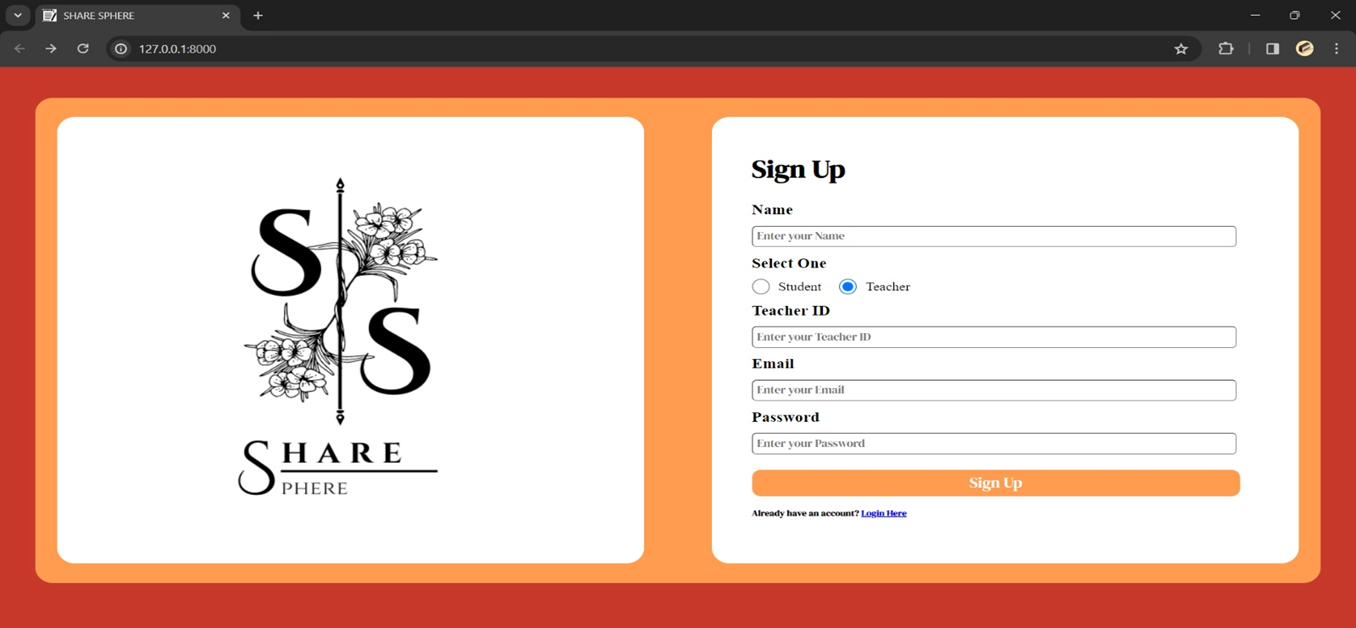 SHARE SPHERE
127.0.0.1:8000
S
S
SHARE
SPHERE
Sign Up
Name
Enter your Name
Select One
Student Teacher
Teacher ID
Enter your Teacher ID
Email
Enter your Email
Password
Enter your Password
Sign Up
Already have an account? Login Here